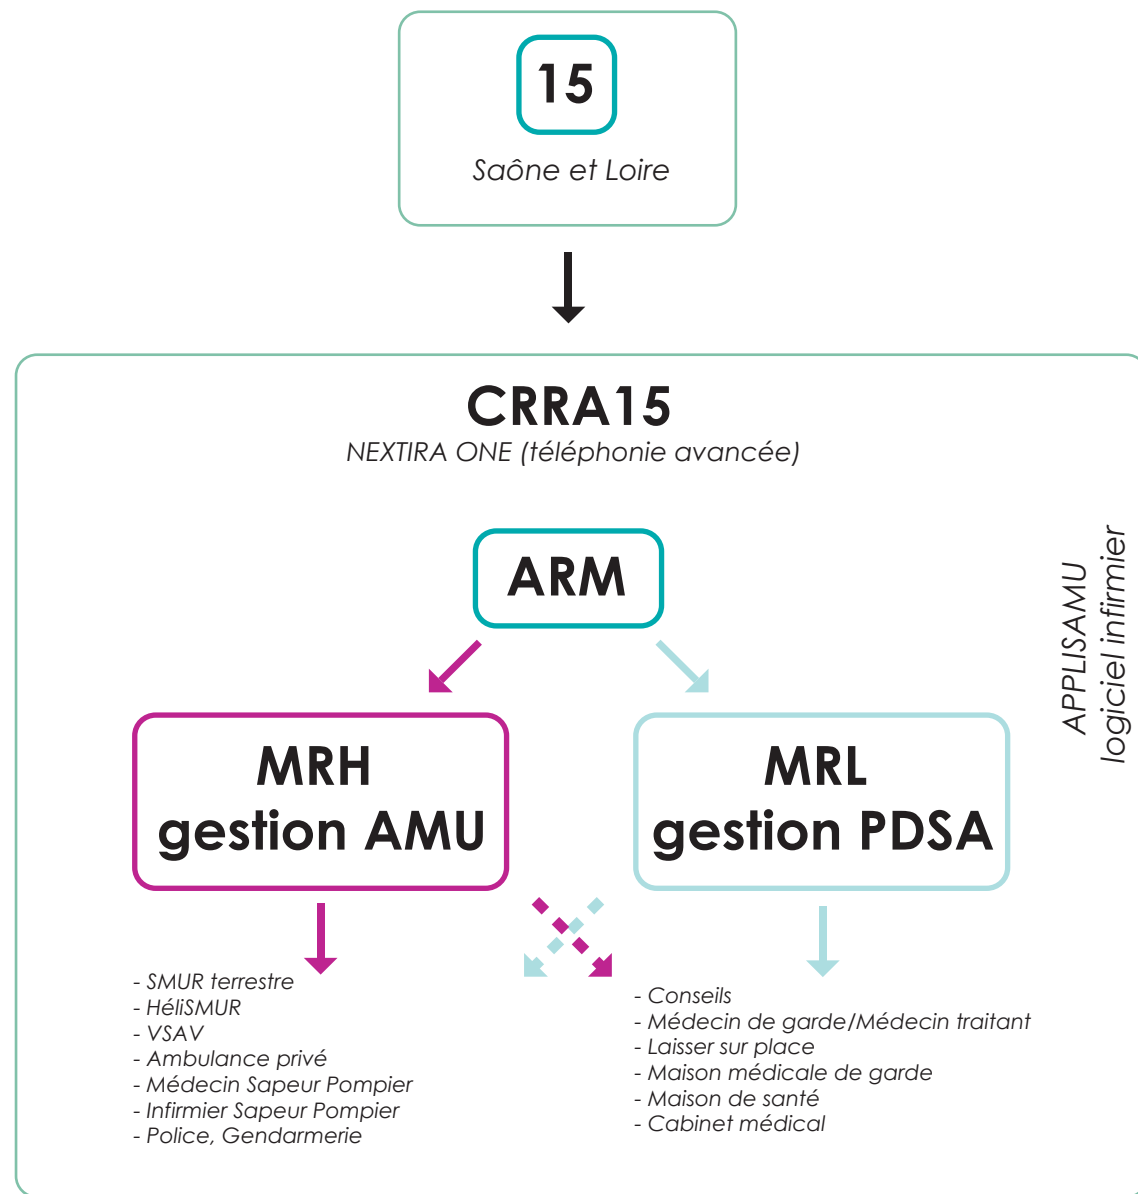 15
Saône et Loire
CRRA15
NEXTIRA ONE (téléphonie avancée)
ARM
APPLISAMU
logiciel infirmier
MRH
gestion AMU
MRL
gestion PDSA
- SMUR terrestre
- HéliSMUR
- VSAV
- Ambulance privé
- Médecin Sapeur Pompier
- Infirmier Sapeur Pompier
- Police, Gendarmerie
- Conseils
- Médecin de garde/Médecin traitant
- Laisser sur place
- Maison médicale de garde
- Maison de santé
- Cabinet médical